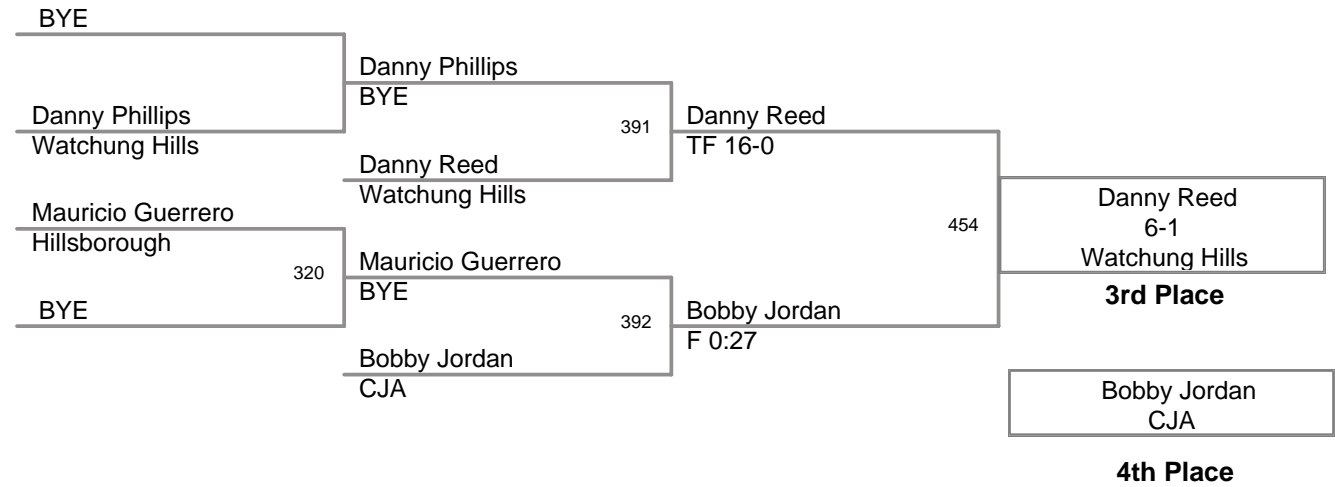 BYE
Danny Phillips
BYE
Danny Phillips
Watchung Hills
391
Danny Reed
TF 16-0
Danny Reed
Watchung Hills
Mauricio Guerrero
Hillsborough
320
Mauricio Guerrero
BYE
BYE
392
Bobby Jordan
F 0:27
Bobby Jordan
CJA
454
Danny Reed
6-1
Watchung Hills
3rd Place
Bobby Jordan
CJA
4th Place